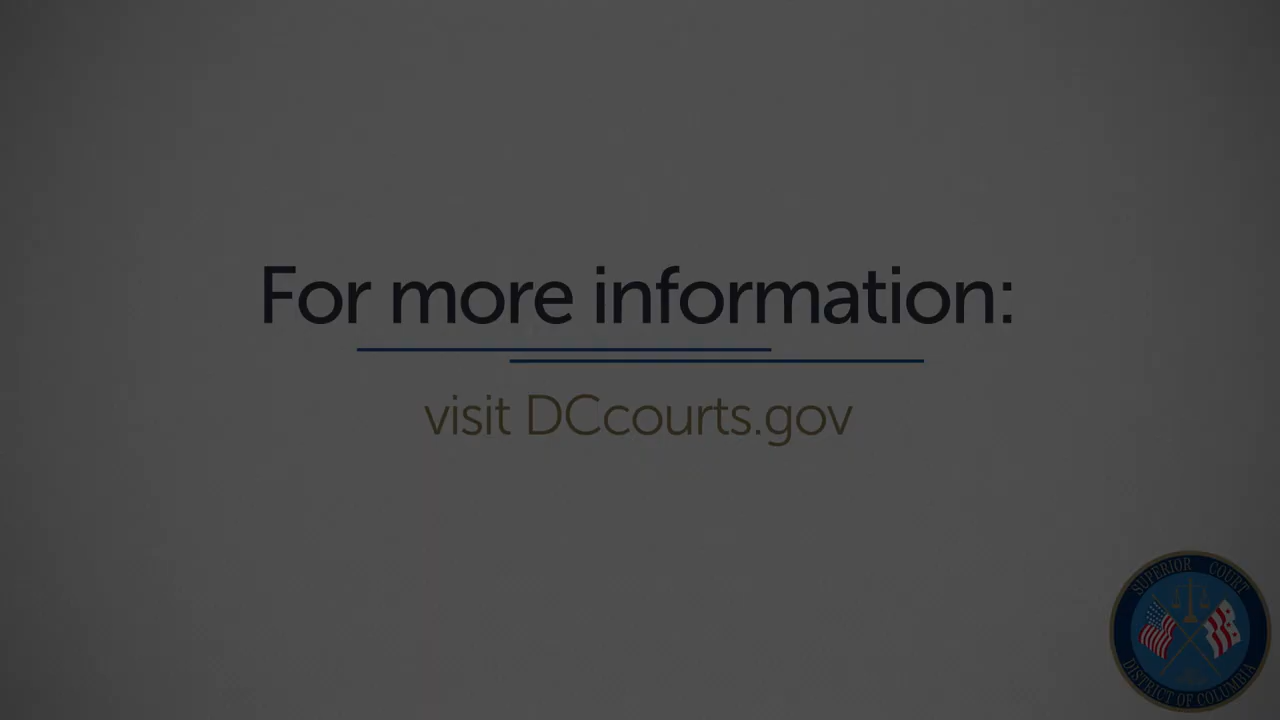 For more information:
visit DCcourts.gov
SUPERIOR COURT
DISTRICT OF COLUMBIA